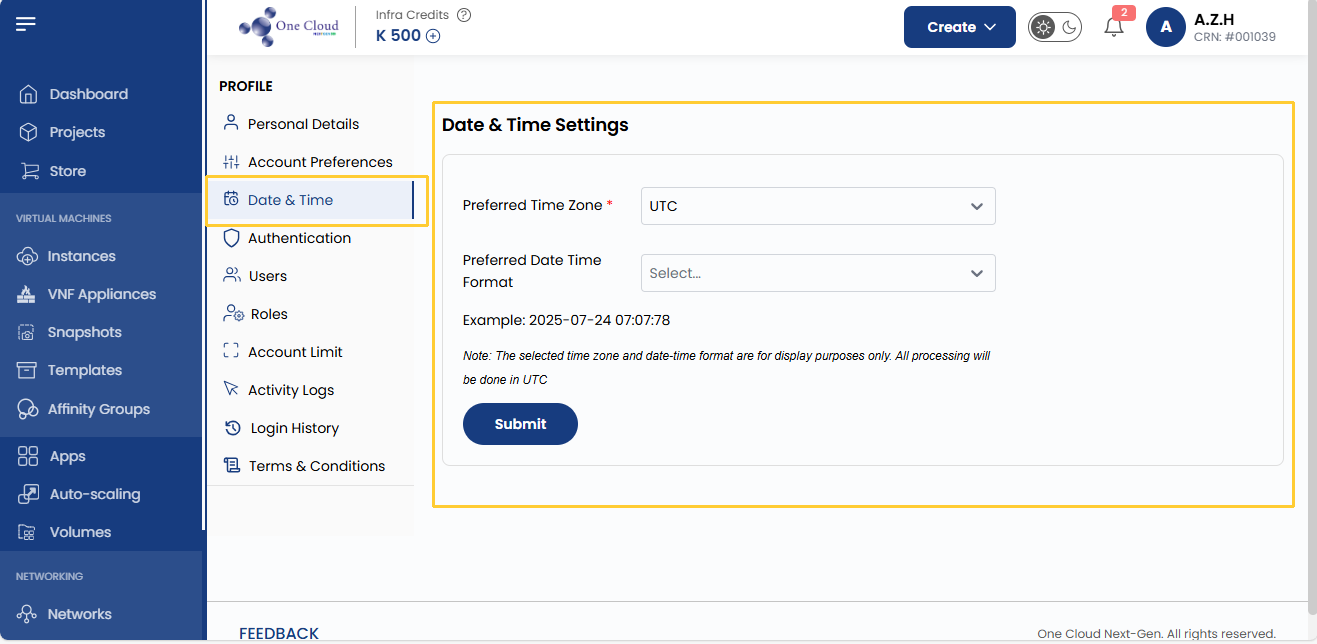 One Cloud
Infra Credits
K 500
Create
2
A
A.Z.H
CRN: #001039
Dashboard
Projects
Store
VIRTUAL MACHINES
Instances
VNF Appliances
Snapshots
Templates
Affinity Groups
Apps
Auto-scaling
Volumes
NETWORKING
Networks
PROFILE
Personal Details
Account Preferences
Date & Time
Authentication
Users
Roles
Account Limit
Activity Logs
Login History
Terms & Conditions
Date & Time Settings
Preferred Time Zone *
UTC
Preferred Date Time
Format
Select...
Example: 2025-07-24 07:07:78
Note: The selected time zone and date-time format are for display purposes only. All processing will
be done in UTC
Submit
FEEDBACK
One Cloud Next-Gen. All rights reserved.